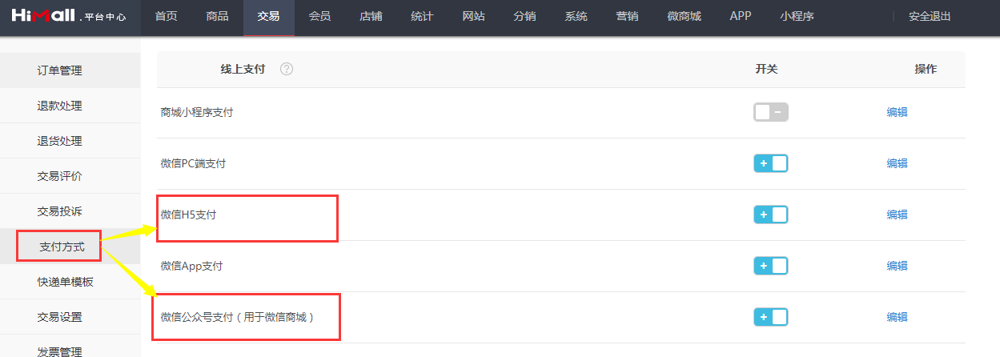 HiMall.平台中心 首页 商品 交易 会员 店铺 统计 网站 分销 系统 营销 微商城 APP 小程序 安全退出
订单管理
退款处理
退货处理
交易评价
交易投诉
支付方式
快递单模板
交易设置
发票管理
线上支付 ? 开关 操作
商城小程序支付 编辑
微信PC端支付 编辑
微信H5支付 编辑
微信App支付 编辑
微信公众号支付（用于微信商城） 编辑